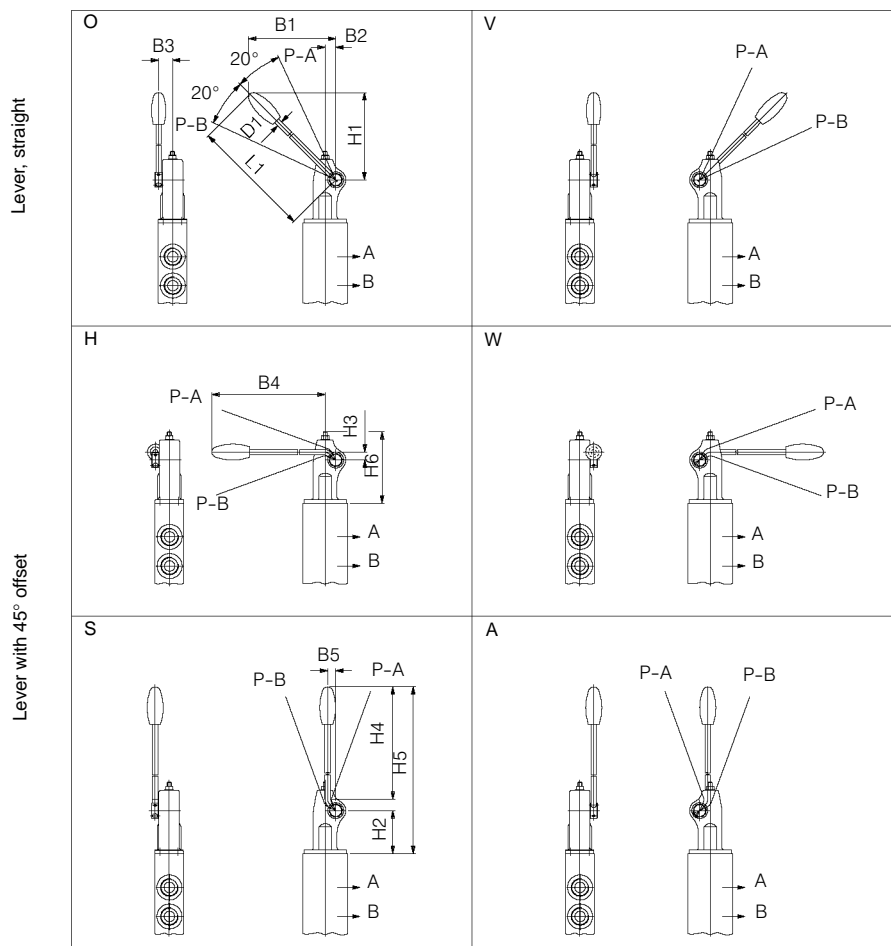 Lever, straight
O
B1
B2
B3
P-A
20°
20°
P-B
D1
L1
H1
A
B
V
P-A
P-B
A
B
Lever with 45° offset
H
B4
P-A
H3
H6
P-B
A
B
W
P-A
P-B
A
B
S
B5
P-B
P-A
H4
H5
H2
A
B
A
P-A
P-B
A
B